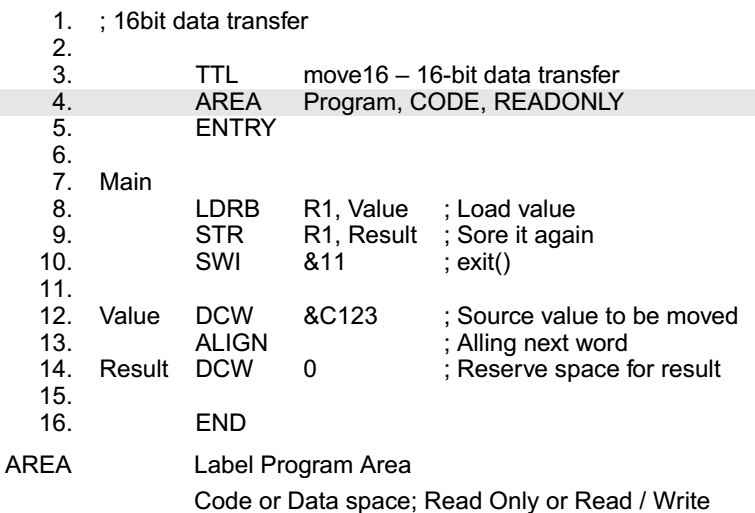 1. ; 16bit data transfer
2.
3. TTL move16 – 16-bit data transfer
4. AREA Program, CODE, READONLY
5. ENTRY
6.
7. Main
8. LDRB R1, Value ; Load value
9. STR R1, Result ; Sore it again
10. SWI &11 ; exit()
11.
12. Value DCW &C123 ; Source value to be moved
13. ALIGN ; Alling next word
14. Result DCW 0 ; Reserve space for result
15.
16. END
AREA Label Program Area
Code or Data space; Read Only or Read / Write